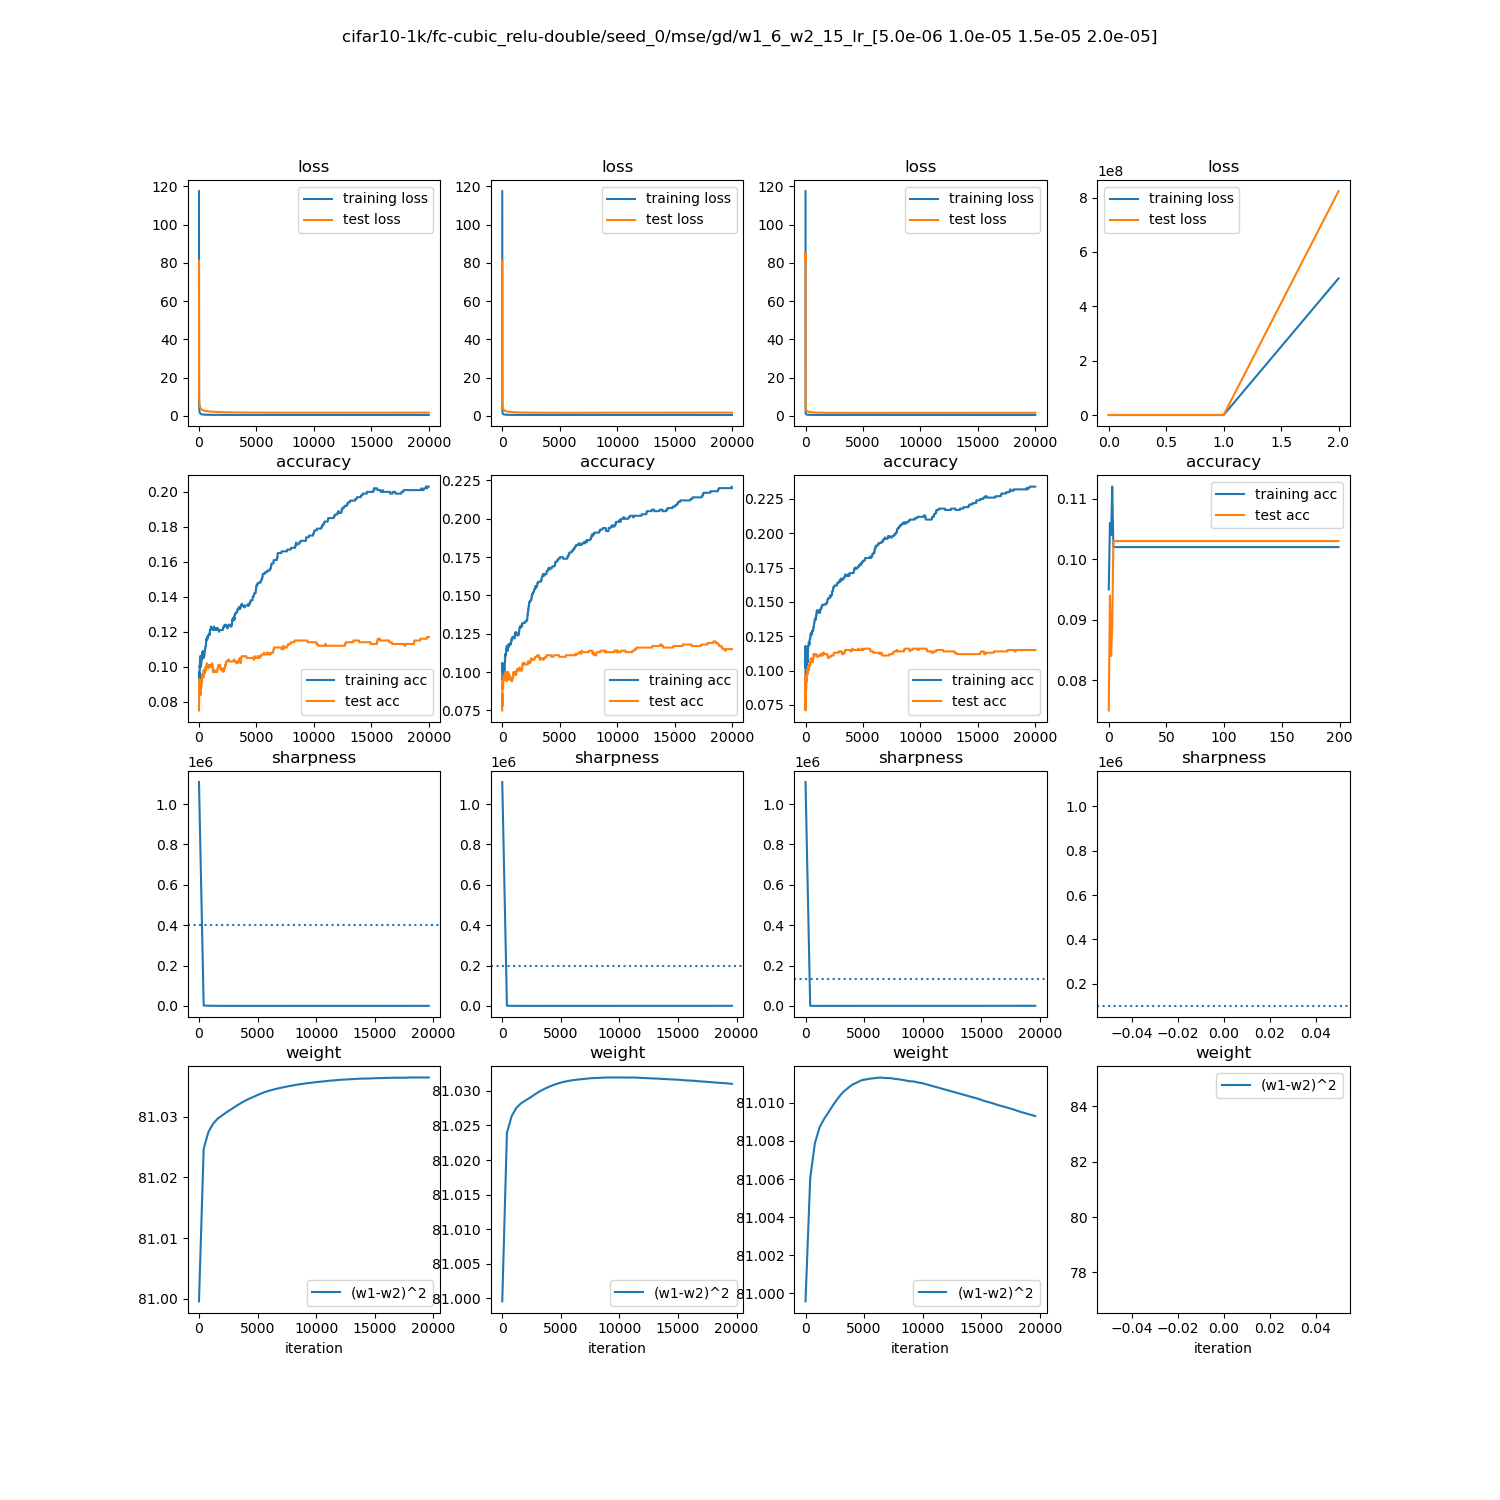 cifar10-1k/fc-cubic_relu-double/seed_0/mse/gd/w1_6_w2_15_lr_[5.0e-06 1.0e-05 1.5e-05 2.0e-05]
loss
120
100
80
60
40
20
0
training loss
test loss
0 5000 10000 15000 20000
loss
120
100
80
60
40
20
0
training loss
test loss
0 5000 10000 15000 20000
loss
120
100
80
60
40
20
0
training loss
test loss
0 5000 10000 15000 20000
loss
1e8
8
6
4
2
0
training loss
test loss
0.0 0.5 1.0 1.5 2.0
accuracy
0.20
0.18
0.16
0.14
0.12
0.10
0.08
training acc
test acc
0 5000 10000 15000 20000
accuracy
0.225
0.200
0.175
0.150
0.125
0.100
0.075
training acc
test acc
0 5000 10000 15000 20000
accuracy
0.225
0.200
0.175
0.150
0.125
0.100
0.075
training acc
test acc
0 5000 10000 15000 20000
accuracy
0.11
0.10
0.09
0.08
training acc
test acc
0 50 100 150 200
sharpness
1e6
1.0
0.8
0.6
0.4
0.2
0.0
0 5000 10000 15000 20000
sharpness
1e6
1.0
0.8
0.6
0.4
0.2
0.0
0 5000 10000 15000 20000
sharpness
1e6
1.0
0.8
0.6
0.4
0.2
0.0
0 5000 10000 15000 20000
sharpness
1e6
1.0
0.8
0.6
0.4
0.2
−0.04 −0.02 0.00 0.02 0.04
weight
81.03
81.02
81.01
81.00
(w1-w2)^2
0 5000 10000 15000 20000
iteration
weight
81.030
81.025
81.020
81.015
81.010
81.005
81.000
(w1-w2)^2
0 5000 10000 15000 20000
iteration
weight
81.010
81.008
81.006
81.004
81.002
81.000
(w1-w2)^2
0 5000 10000 15000 20000
iteration
weight
84
82
80
78
(w1-w2)^2
−0.04 −0.02 0.00 0.02 0.04
iteration